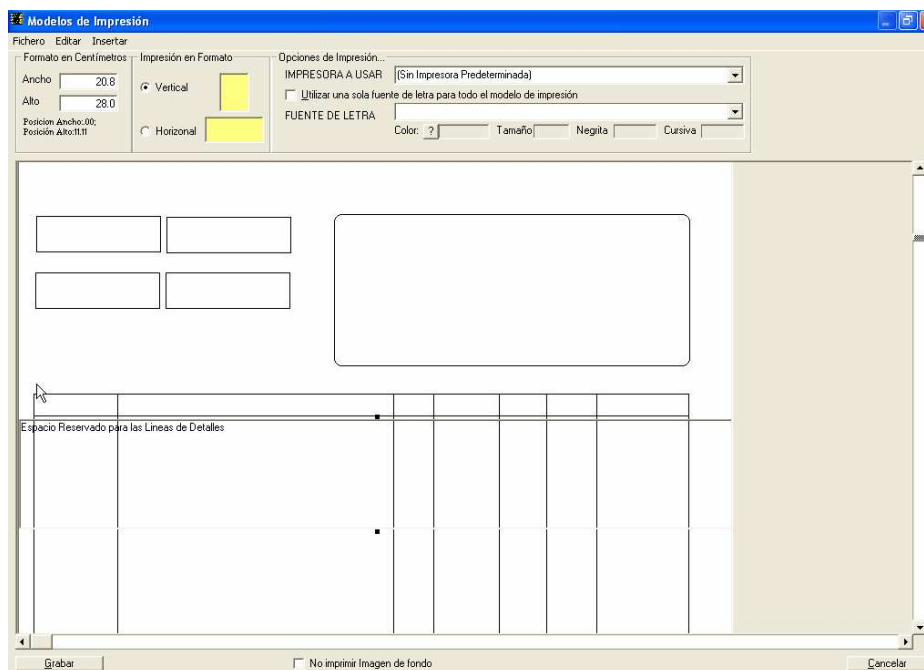 Modelos de Impresión
Fichero Editar Insertar
Formato en Centímetros
Ancho 20.8
Alto 28.0
Posicion Ancho:.00;
Posición Alto:11.11
Impresión en Formato
Vertical
Horizonal
Opciones de Impresión...
IMPRESORA A USAR (Sin Impresora Predeterminada)
Utilizar una sola fuente de letra para todo el modelo de impresión
FUENTE DE LETRA
Color: ? Tamaño Negrita Cursiva
Espacio Reservado para las Lineas de Detalles
Grabar No imprimir Imagen de fondo Cancelar